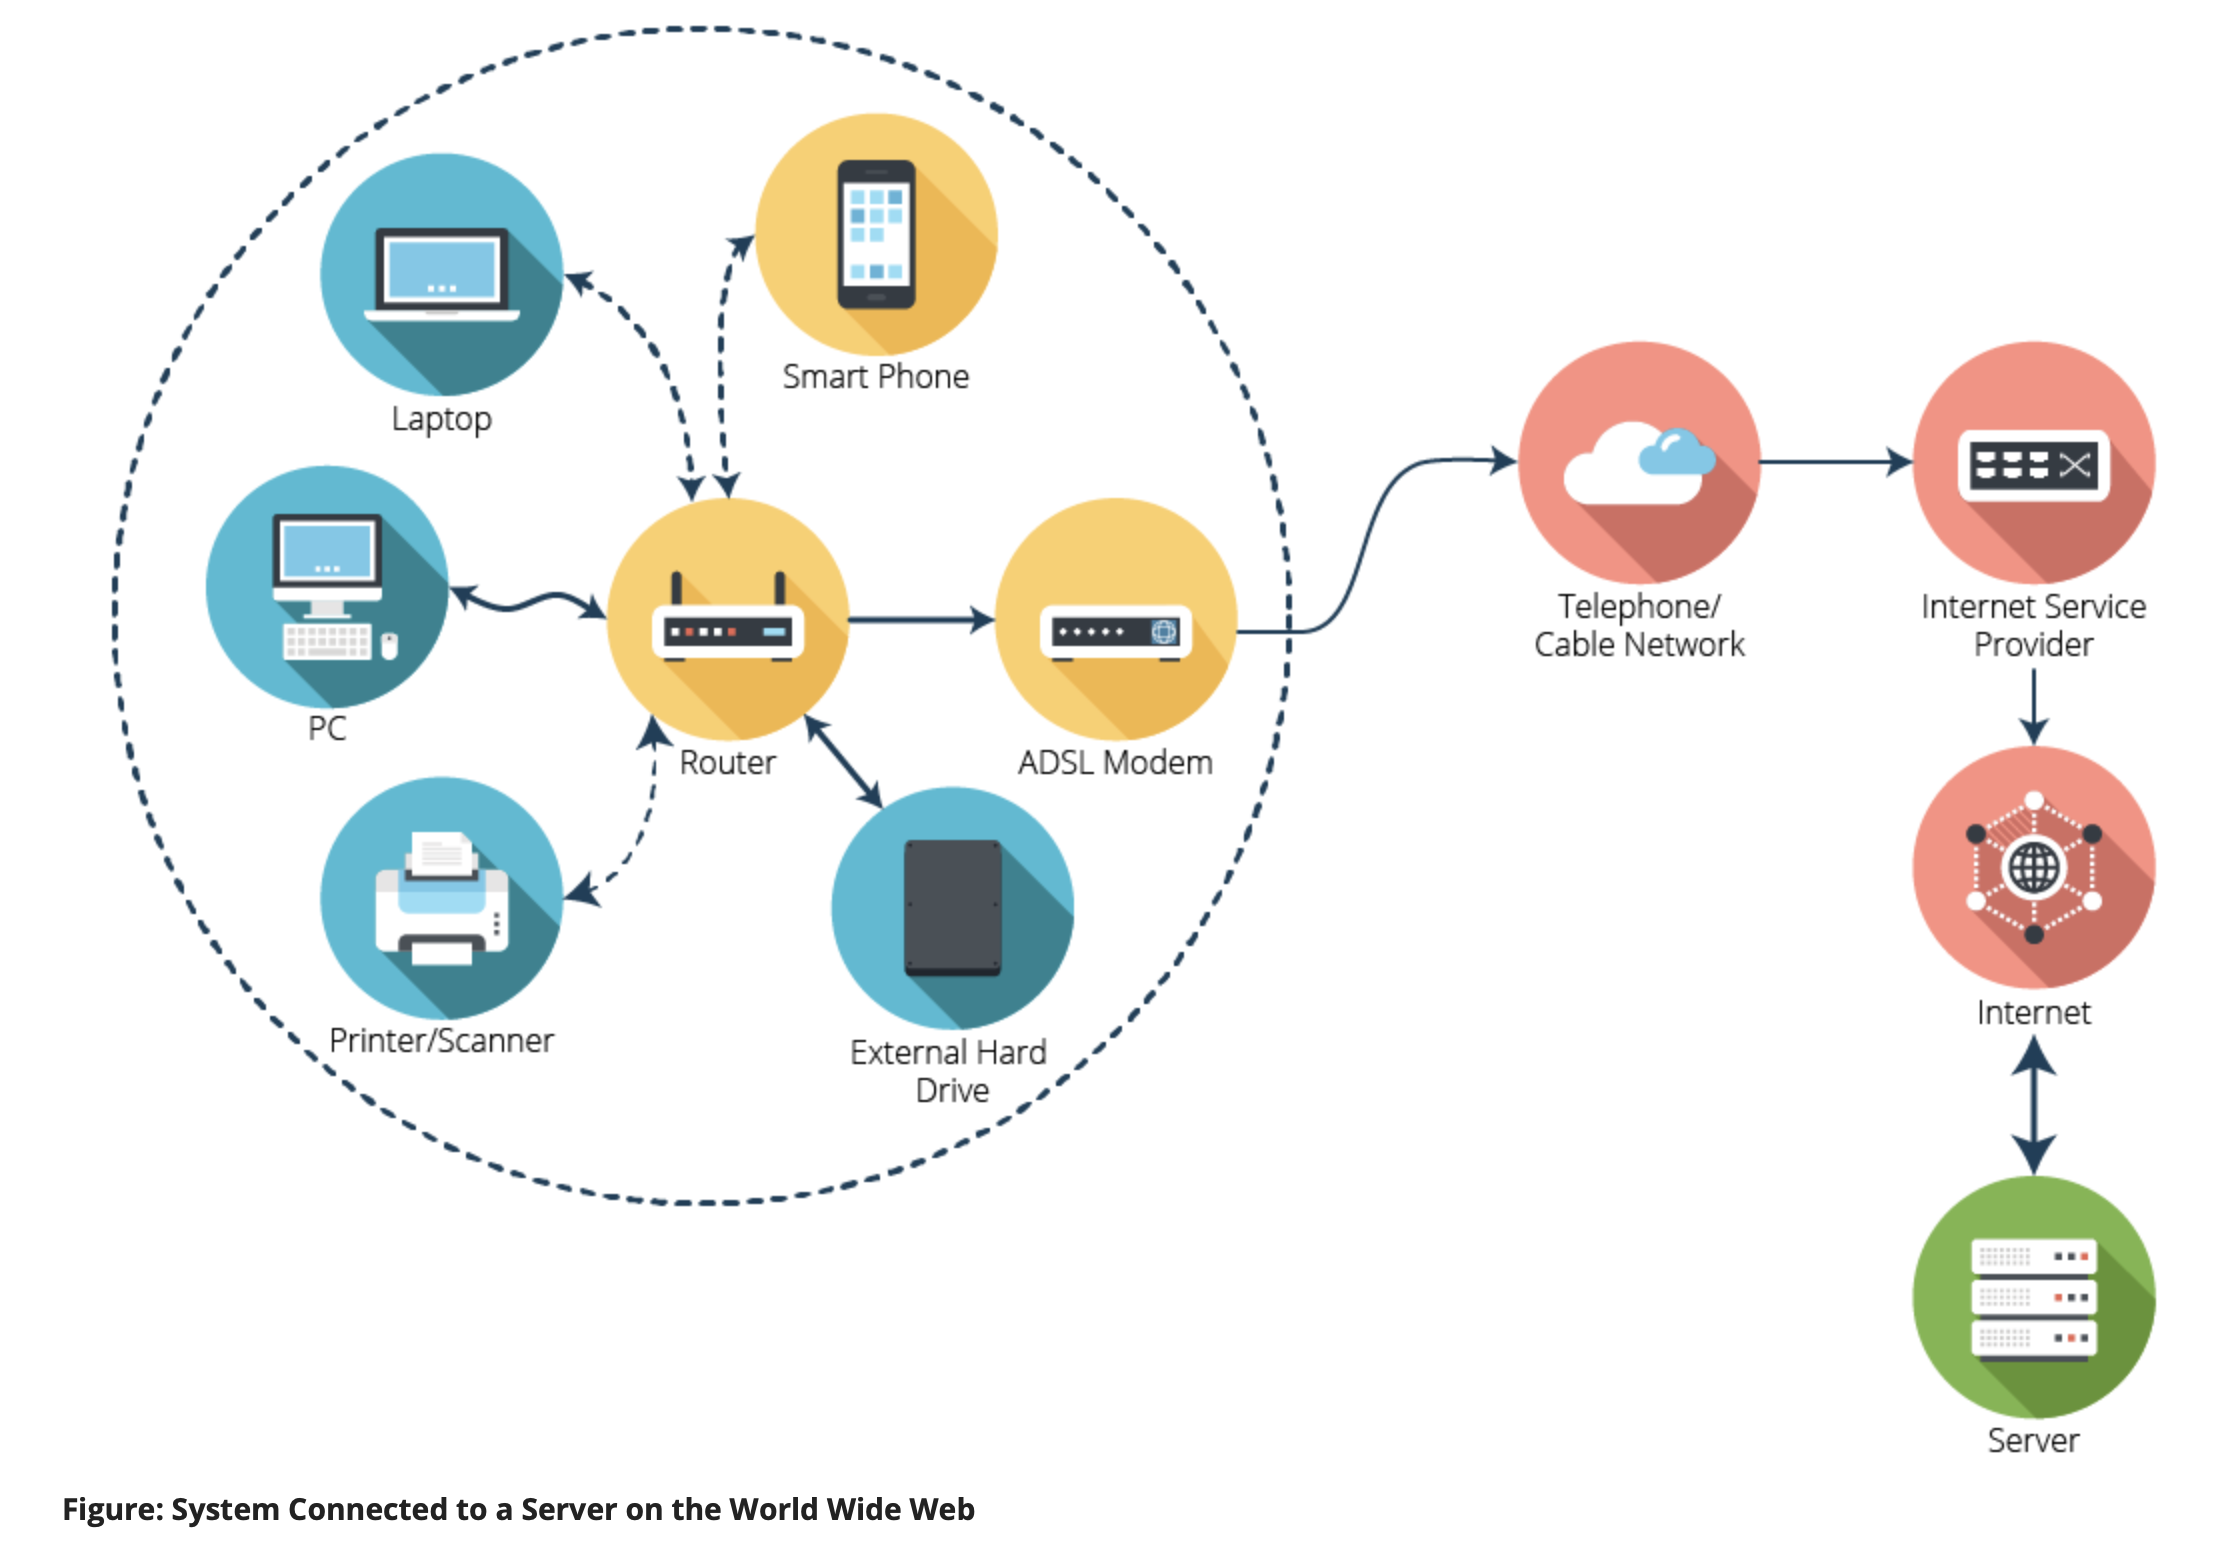 Smart Phone
Laptop
Telephone/
Cable Network
Internet Service
Provider
PC
Router
ADSL Modem
Internet
Printer/Scanner
External Hard
Drive
Server
Figure: System Connected to a Server on the World Wide Web